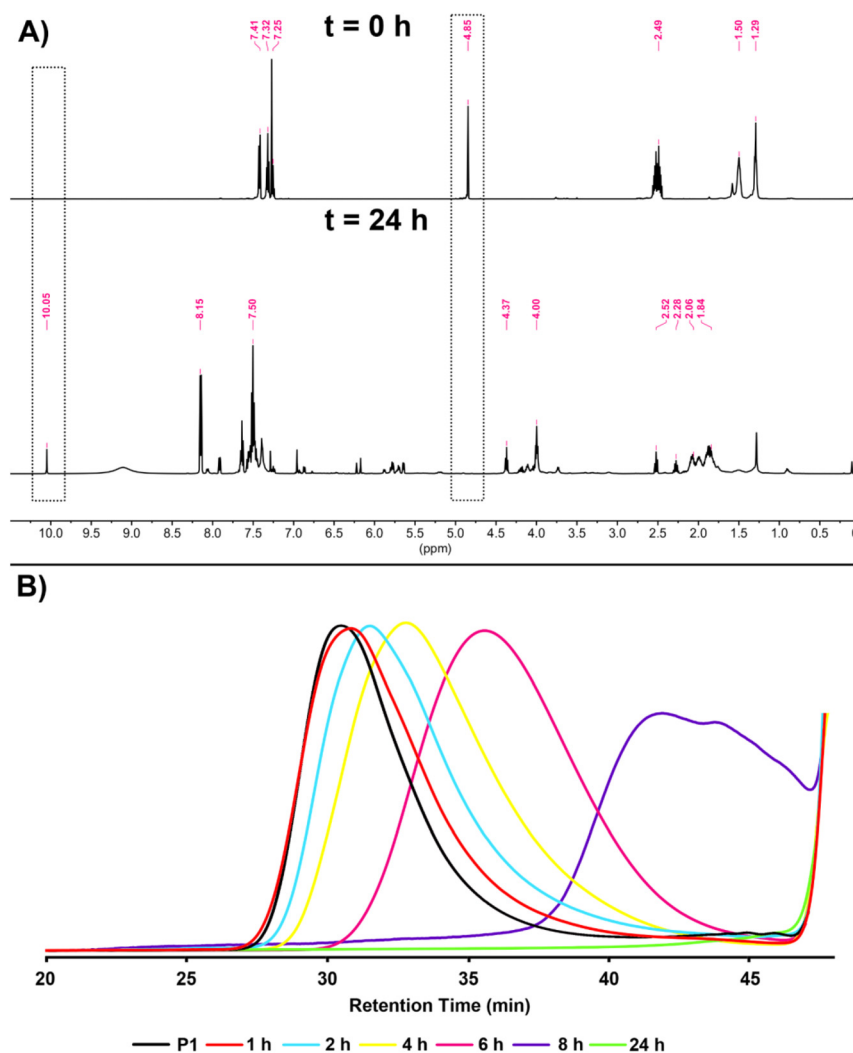 A)
t = 0 h
7.41 7.32 7.25 4.85 2.49 1.50 1.29
t = 24 h
10.05 8.15 7.50 4.37 4.00 2.52 2.28 2.06 1.84
10.0 9.5 9.0 8.5 8.0 7.5 7.0 6.5 6.0 5.5 5.0 4.5 4.0 3.5 3.0 2.5 2.0 1.5 1.0 0.5
(ppm)
B)
20 25 30 35 40 45
Retention Time (min)
P1 1 h 2 h 4 h 6 h 8 h 24 h